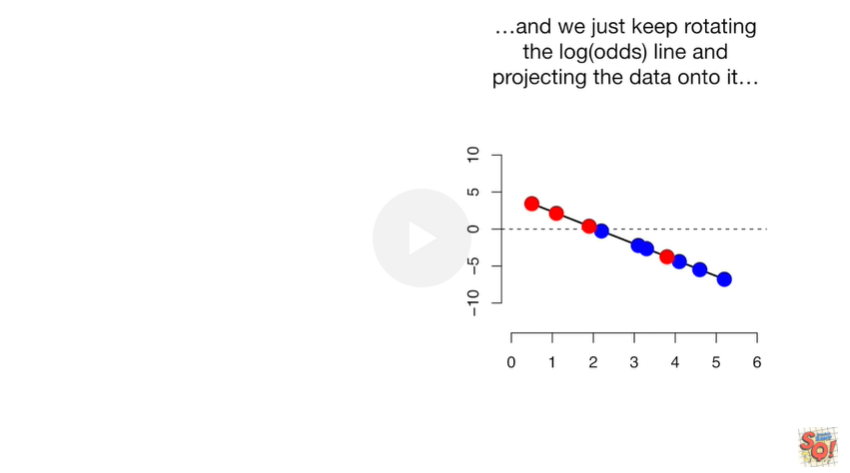 …and we just keep rotating
the log(odds) line and
projecting the data onto it…
10
5
0
−5
−10
0 1 2 3 4 5 6
SQ!